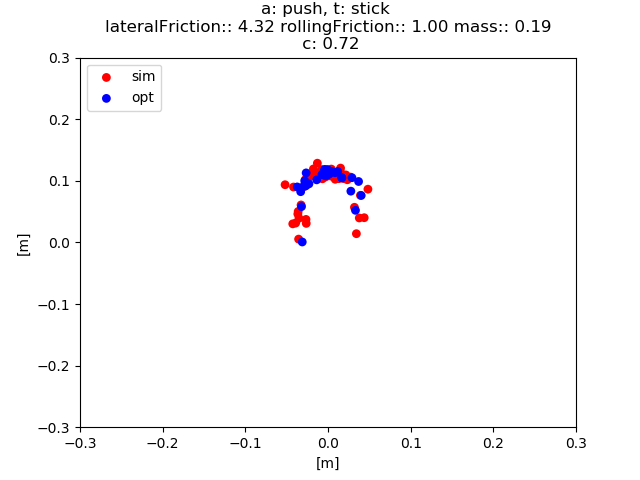 a: push, t: stick
lateralFriction:: 4.32 rollingFriction:: 1.00 mass:: 0.19
c: 0.72
sim
opt
0.3
0.2
0.1
0.0
−0.1
−0.2
−0.3
[m]
−0.3
−0.2
−0.1
0.0
0.1
0.2
0.3
[m]